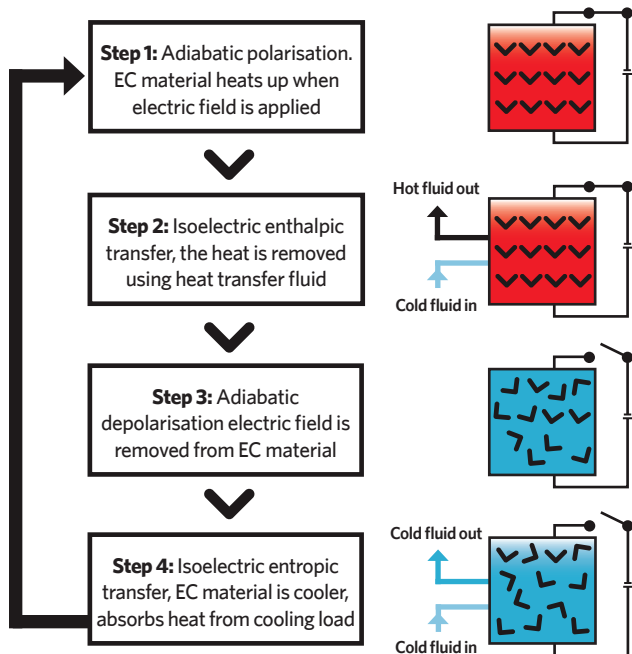 Step 1: Adiabatic polarisation.
EC material heats up when
electric field is applied
Hot fluid out
Step 2: Isoelectric enthalpic
transfer, the heat is removed
using heat transfer fluid
Cold fluid in
Step 3: Adiabatic
depolarisation electric field is
removed from EC material
Cold fluid out
Step 4: Isoelectric entropic
transfer, EC material is cooler,
absorbs heat from cooling load
Cold fluid in